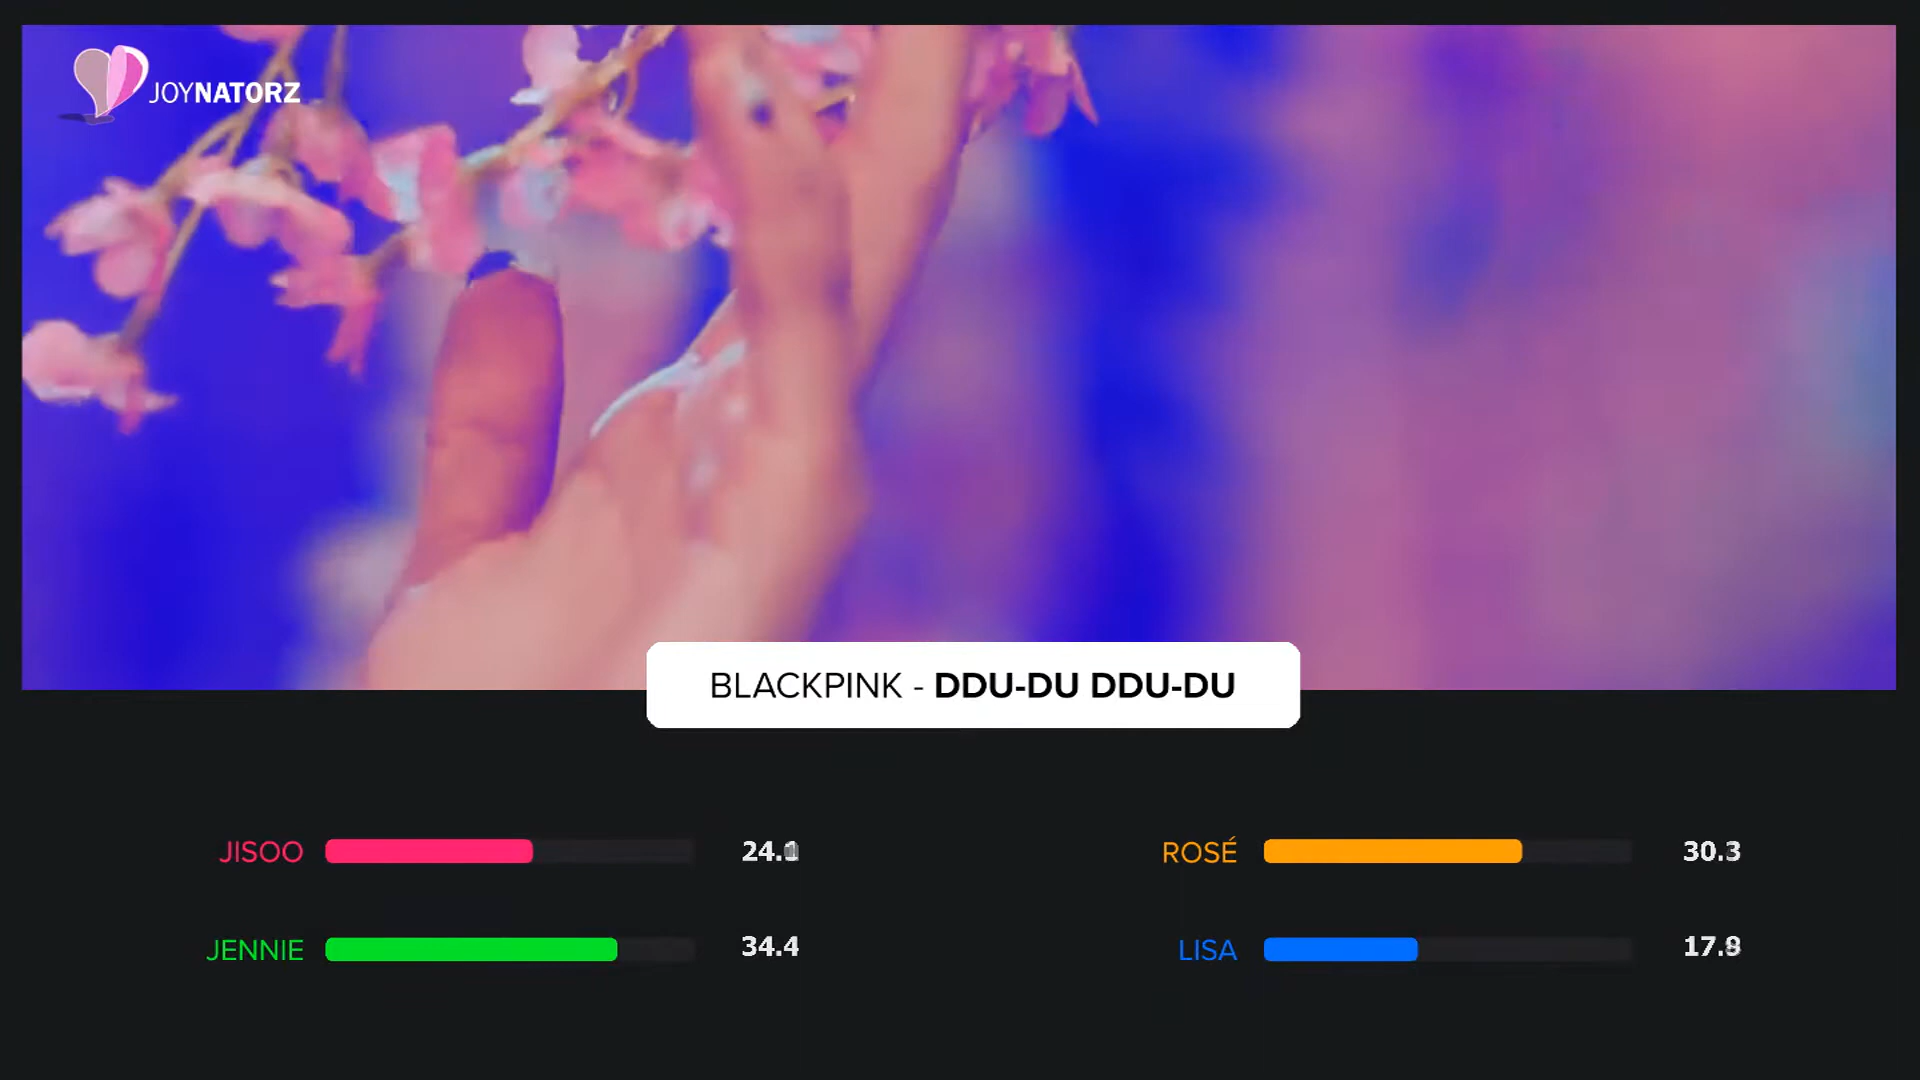 JOYNATORZ
BLACKPINK - DDU-DU DDU-DU
JISOO 24.1
ROSÉ 30.3
JENNIE 34.4
LISA 17.8